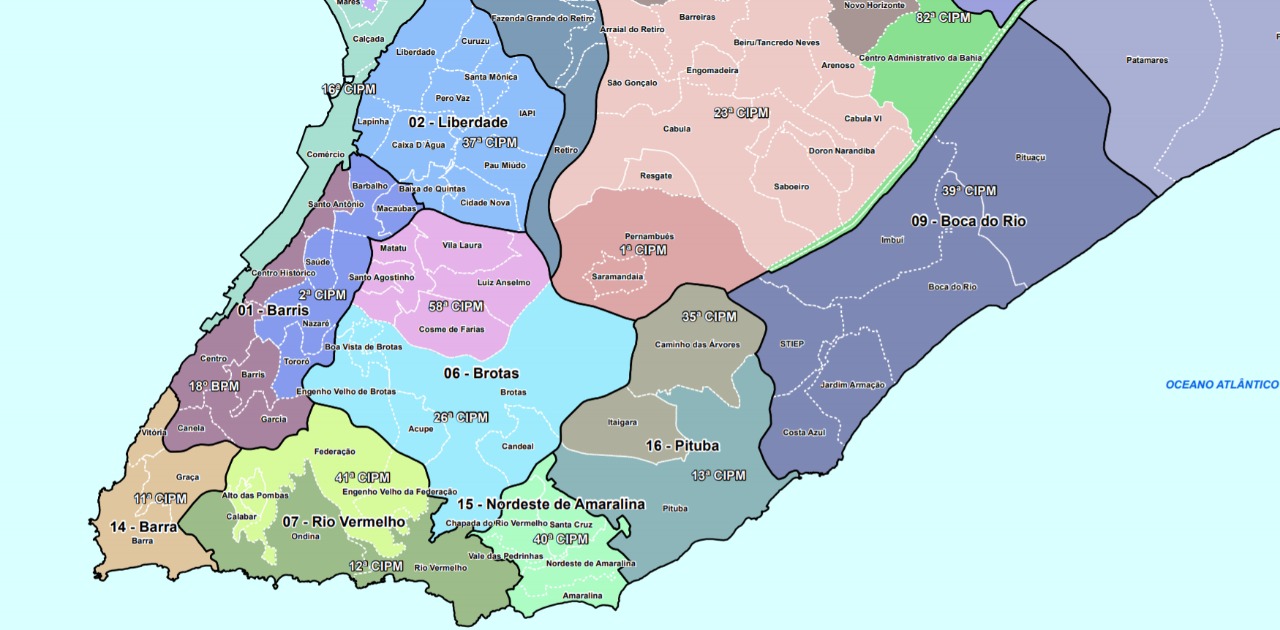 Mares
Novo Horizonte
Fazenda Grande do Retiro
Barreiras
82ª CIPM
Arraial do Retiro
Calçada
Curuzu
Beiru/Tancredo Neves
Liberdade
Centro Administrativo da Bahia
Patamares
Arenoso
Engomadeira
Santa Mônica
São Gonçalo
16ª CIPM
Pero Vaz
IAPI
23ª CIPM
Lapinha
02 - Liberdade
Cabula VI
Cabula
Caixa D'Água
37ª CIPM
Retiro
Doron Narandiba
Comércio
Pituaçu
Pau Miúdo
Resgate
Barbalho
Baixa de Quintas
Saboeiro
39ª CIPM
Santo Antônio
Macaúbas
Cidade Nova
09 - Boca do Rio
Pernambués
Imbuí
Matatu
Vila Laura
1ª CIPM
Saúde
Centro Histórico
Santo Agostinho
Saramandaia
Luiz Anselmo
Boca do Rio
2ª CIPM
58ª CIPM
01 - Barris
35ª CIPM
Nazaré
Cosme de Farias
Boa Vista de Brotas
Caminho das Árvores
STIEP
Centro
Tororó
Barris
06 - Brotas
18º BPM
Jardim Armação
OCEANO ATLÂNTICO
Engenho Velho de Brotas
Brotas
Garcia
26ª CIPM
Itaigara
Canela
Acupe
Vitória
Costa Azul
Candeal
16 - Pituba
Federação
Graça
41ª CIPM
13ª CIPM
Alto das Pombas
Engenho Velho da Federação
11ª CIPM
15 - Nordeste de Amaralina
Pituba
Calabar
07 - Rio Vermelho
14 - Barra
Chapada do Rio Vermelho
Santa Cruz
Ondina
Barra
40ª CIPM
Vale das Pedrinhas
12ª CIPM
Rio Vermelho
Nordeste de Amaralina
Amaralina